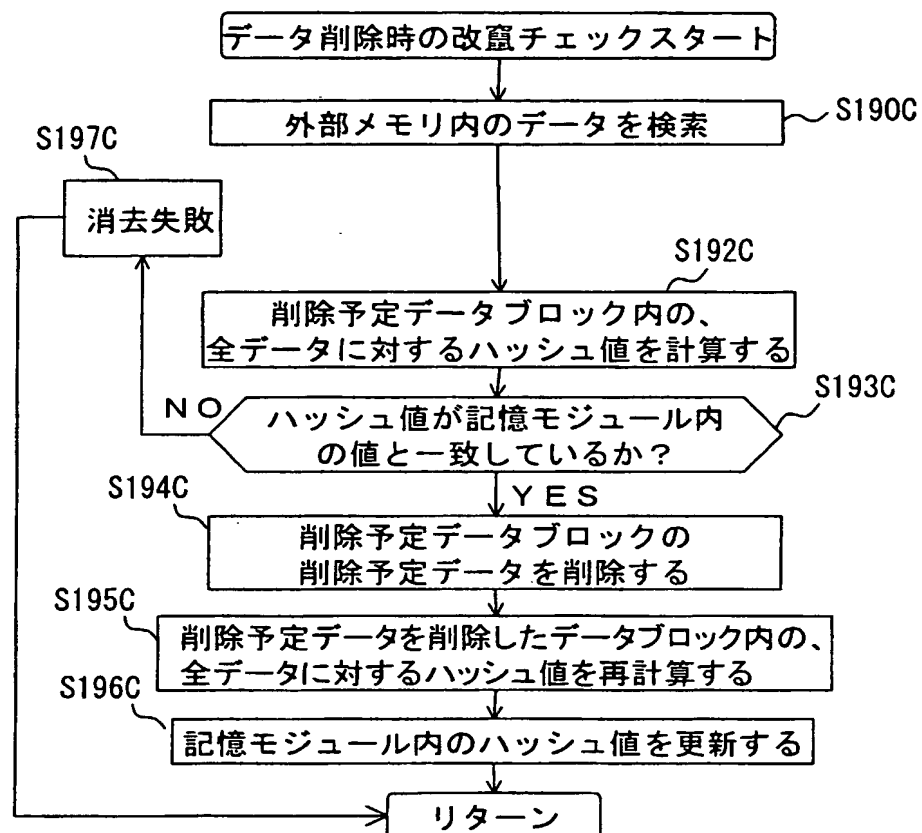 データ削除時の改竄チェックスタート
外部メモリ内のデータを検索
S190C
S197C
消去失敗
S192C
削除予定データブロック内の、
全データに対するハッシュ値を計算する
S193C
NO
ハッシュ値が記憶モジュール内
の値と一致しているか？
YES
S194C
削除予定データブロックの
削除予定データを削除する
S195C
削除予定データを削除したデータブロック内の、
全データに対するハッシュ値を再計算する
S196C
記憶モジュール内のハッシュ値を更新する
リターン